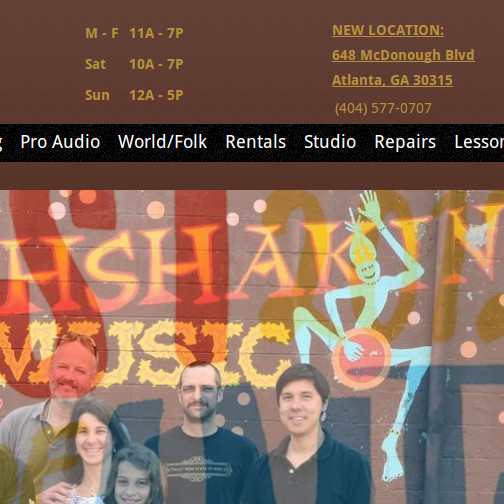 M - F 11A - 7P
Sat 10A - 7P
Sun 12A - 5P
NEW LOCATION:
648 McDonough Blvd
Atlanta, GA 30315
(404) 577-0707
Pro Audio World/Folk Rentals Studio Repairs Lesson
HSHAKIN
MUSIC